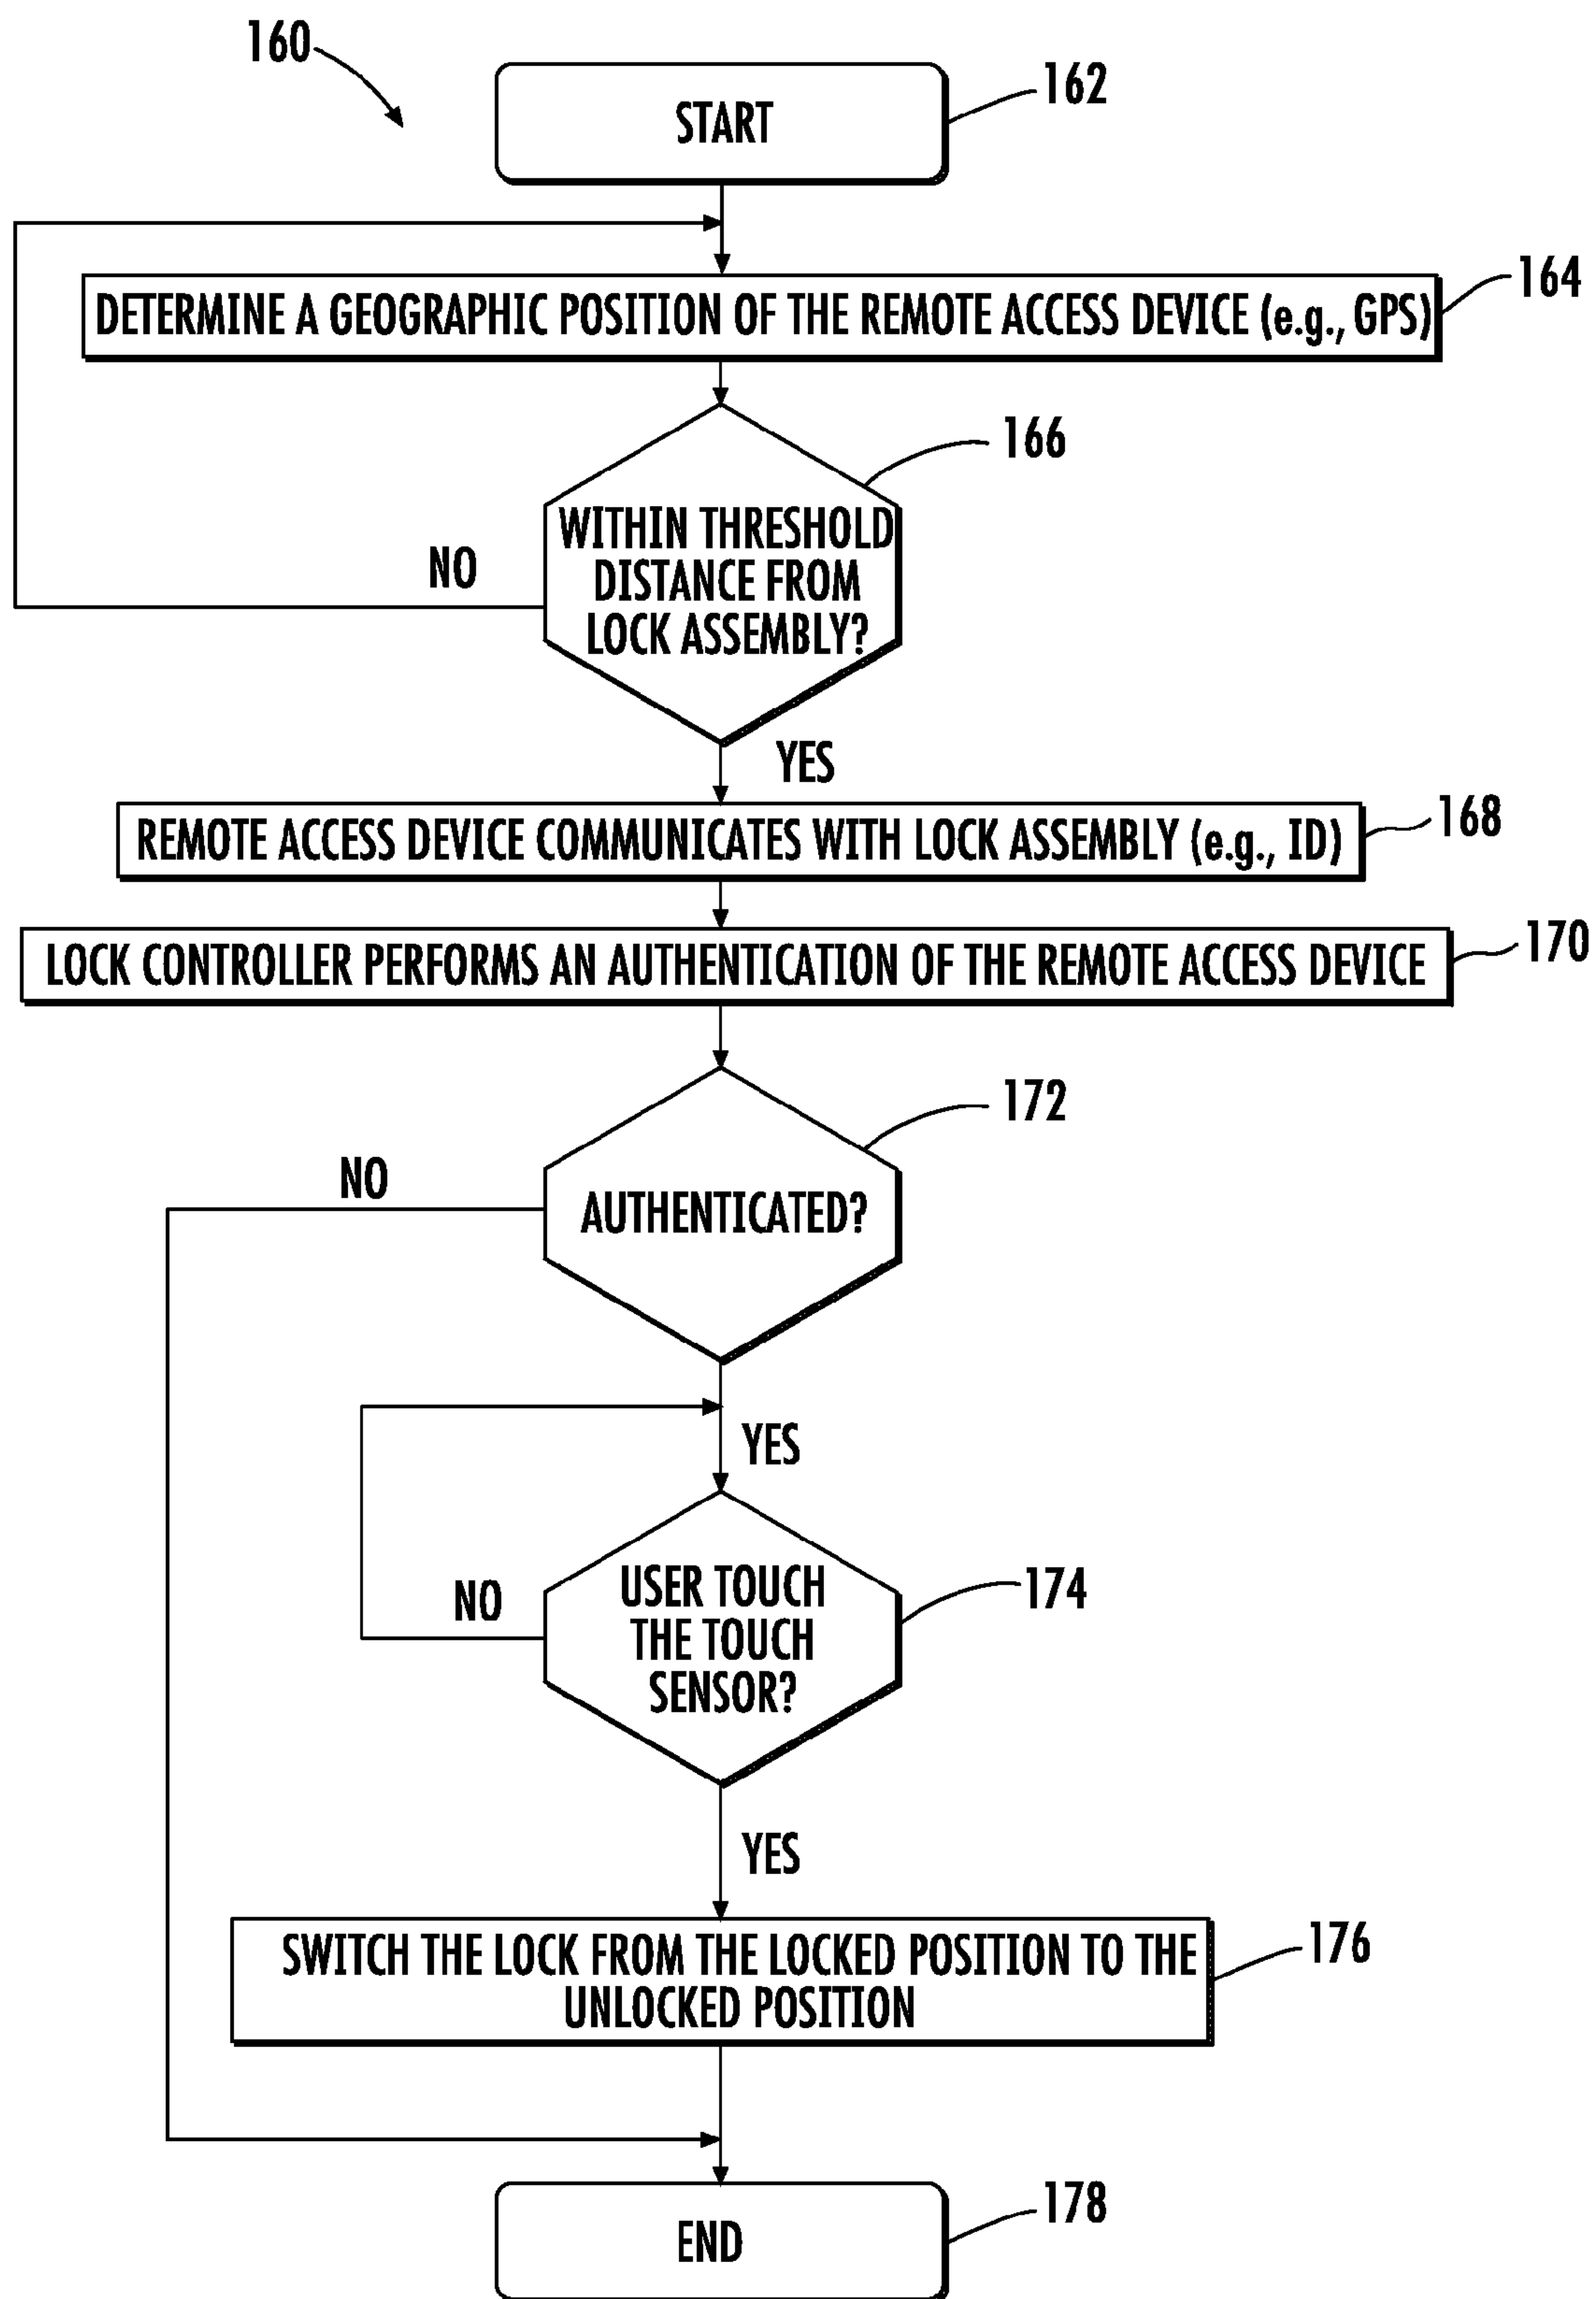 160
162
START
164
DETERMINE A GEOGRAPHIC POSITION OF THE REMOTE ACCESS DEVICE (e.g., GPS)
166
WITHIN THRESHOLD
DISTANCE FROM
LOCK ASSEMBLY?
NO
YES
168
REMOTE ACCESS DEVICE COMMUNICATES WITH LOCK ASSEMBLY (e.g., ID)
170
LOCK CONTROLLER PERFORMS AN AUTHENTICATION OF THE REMOTE ACCESS DEVICE
172
NO
AUTHENTICATED?
YES
174
USER TOUCH
THE TOUCH
SENSOR?
NO
YES
176
SWITCH THE LOCK FROM THE LOCKED POSITION TO THE
UNLOCKED POSITION
178
END